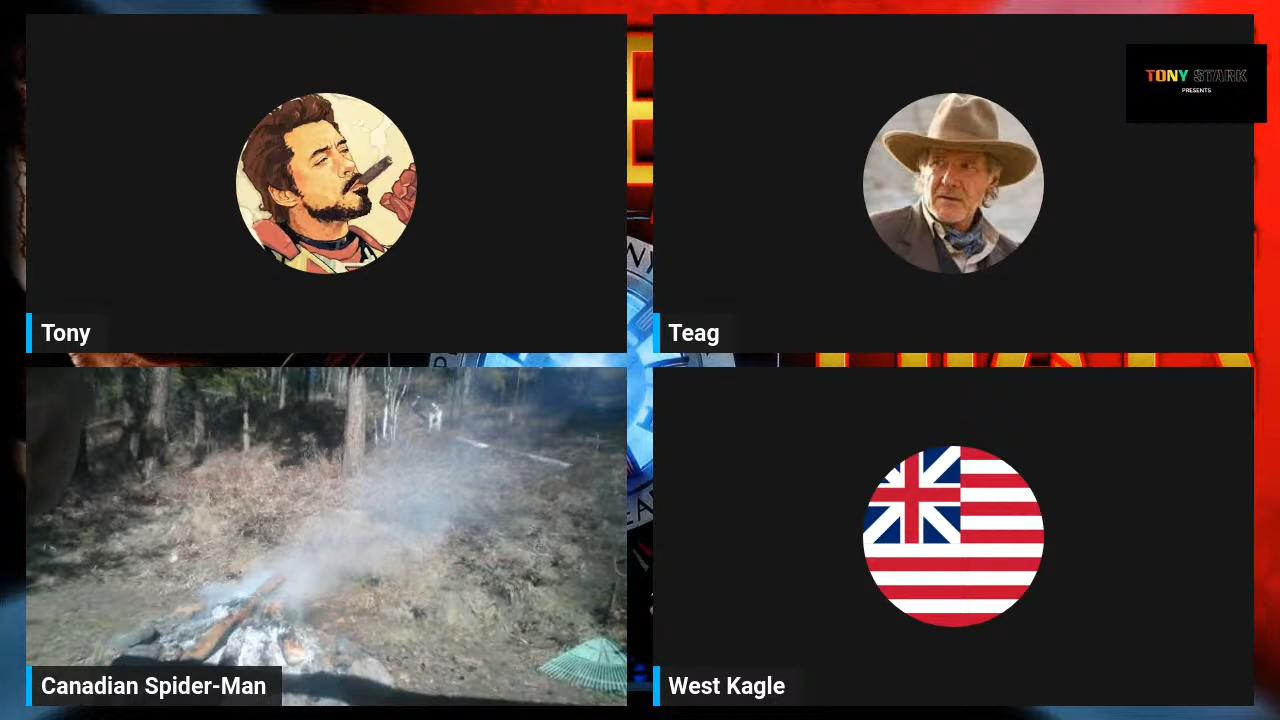 TONY STARK
PRESENTS
Tony
Teag
Canadian Spider-Man
West Kagle